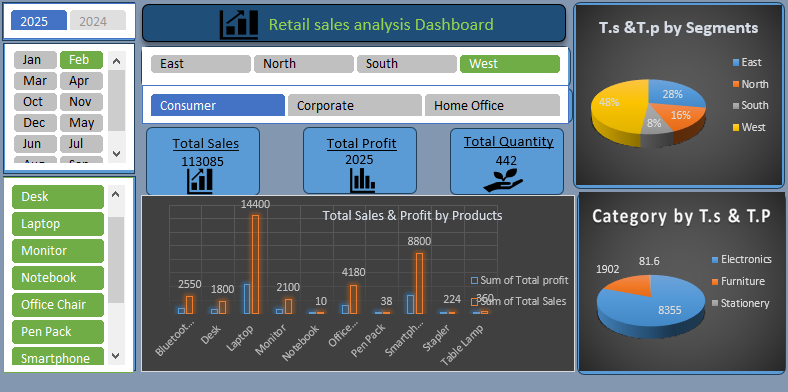 2025 2024
Retail sales analysis Dashboard
Jan Feb
Mar Apr
Oct Nov
Dec May
Jun Jul
Aug Sep
East North South West
Consumer Corporate Home Office
Total Sales
113085
Total Profit
2025
Total Quantity
442
T.s &T.p by Segments
28%
16%
8%
48%
East
North
South
West
Desk
Laptop
Monitor
Notebook
Office Chair
Pen Pack
Smartphone
Total Sales & Profit by Products
2550
1800
14400
2100
10
4180
38
8800
224
360
Sum of Total profit
Sum of Total Sales
Bluetoot...
Desk
Laptop
Monitor
Notebook
Office...
Pen Pack
Smartph...
Stapler
Table Lamp
Category by T.s & T.P
1902
81.6
8355
Electronics
Furniture
Stationery